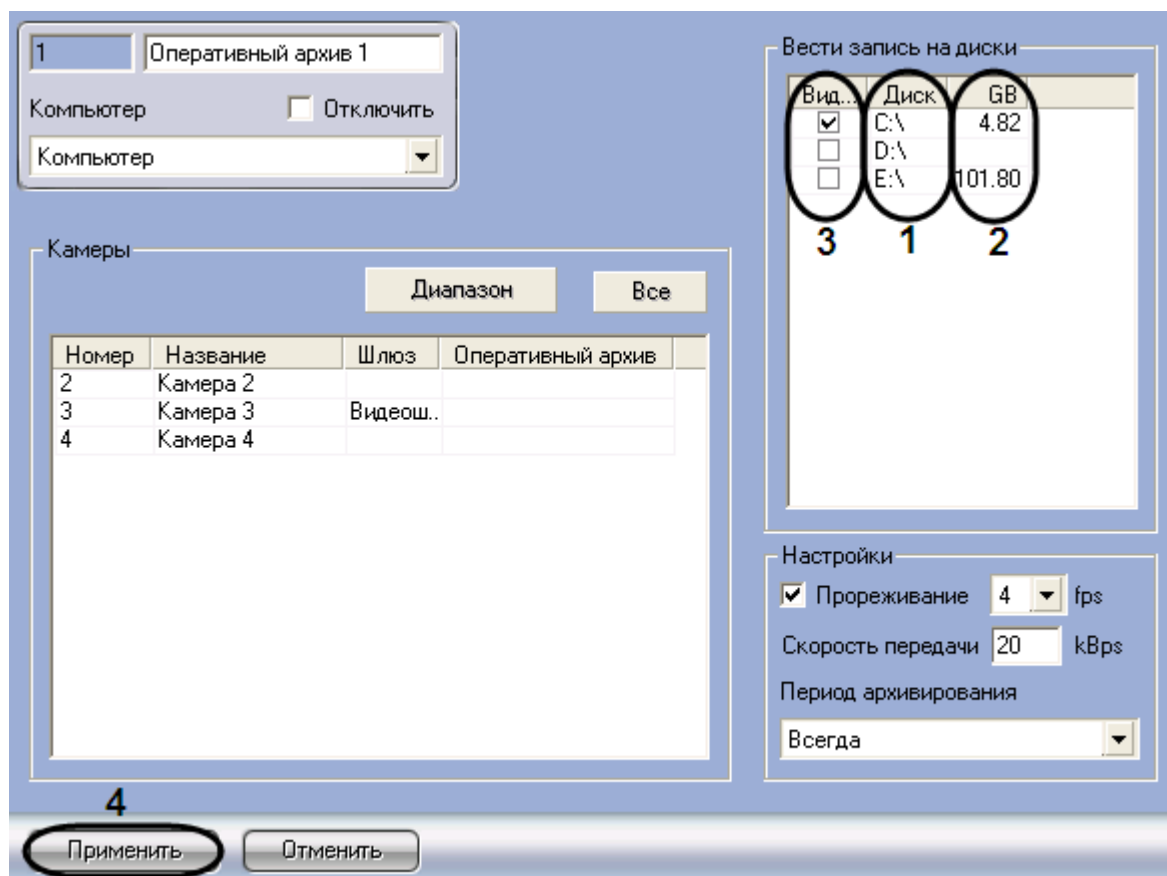 1 Оперативный архив 1
Компьютер Отключить
Компьютер
Камеры
Диапазон Все
Номер Название Шлюз Оперативный архив
2 Камера 2
3 Камера 3 Видеош..
4 Камера 4
Вести запись на диски
Вид... Диск GB
C:\ 4.82
D:\
E:\ 101.80
3 1 2
Настройки
Прореживание 4 fps
Скорость передачи 20 kBps
Период архивирования
Всегда
4
Применить Отменить